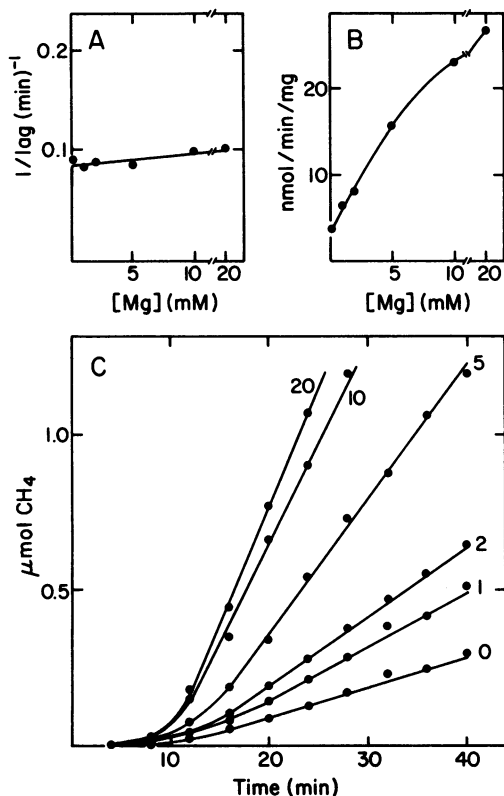 A
0.2
0.1
1/lag (min)⁻¹
5 10 20
[Mg] (mM)
B
20
10
nmol/min/mg
5 10 20
[Mg] (mM)
C
20
10
5
2
1
0
1.0
0.5
μmol CH₄
10 20 30 40
Time (min)